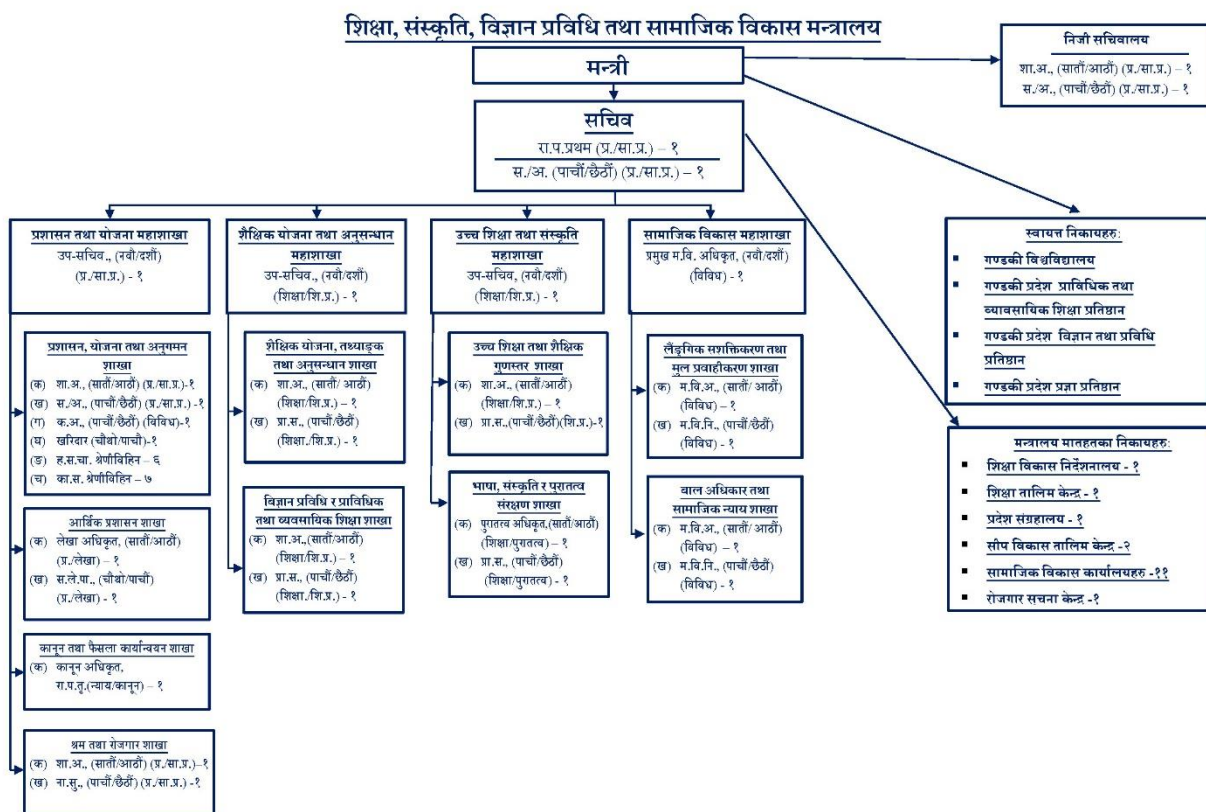 शिक्षा, संस्कृति, विज्ञान प्रविधि तथा सामाजिक विकास मन्त्रालय
मन्त्री
निजी सचिवालय
शा.अ., (सातौं/आठौं) (प्र./सा.प्र.) – १
स./अ., (पाचौं/छैठौं) (प्र./सा.प्र.) – १
सचिव
रा.प.प्रथम (प्र./सा.प्र.) – १
स./अ. (पाचौं/छैठौं) (प्र./सा.प्र.) – १
प्रशासन तथा योजना महाशाखा
उप-सचिव., (नवौ/दशौं)
(प्र./सा.प्र.) - १
शैक्षिक योजना तथा अनुसन्धान
महाशाखा
उप-सचिव., (नवौ/दशौं)
(शिक्षा/शि.प्र.) - १
उच्च शिक्षा तथा संस्कृति
महाशाखा
उप-सचिव, (नवौ/दशौं)
(शिक्षा/शि.प्र.) - १
सामाजिक विकास महाशाखा
प्रमुख म.वि. अधिकृत, (नवौ/दशौं)
(विविध) - १
प्रशासन, योजना तथा अनुगमन
शाखा
(क) शा.अ., (सातौं/आठौं) (प्र./सा.प्र.)-१
(ख) स./अ., (पाचौं/छैठौं) (प्र./सा.प्र.) -१
(ग) क.अ., (पाचौं/छैठौं) (विविध)-१
(घ) खरिदार (चौथो/पाचौ)-१
(ङ) ह.स.चा. श्रेणीविहिन – ६
(च) का.स. श्रेणीविहिन – ७
आर्थिक प्रशासन शाखा
(क) लेखा अधिकृत, (सातौं/आठौं)
(प्र./लेखा) – १
(ख) स.ले.पा., (चौथो/पाचौं)
(प्र./लेखा) - १
कानून तथा फैसला कार्यान्वयन शाखा
(क) कानून अधिकृत,
रा.प.तृ.(न्याय/कानून) – १
श्रम तथा रोजगार शाखा
(क) शा.अ., (सातौं/आठौं) (प्र./सा.प्र.)–१
(ख) ना.सु., (पाचौं/छैठौं) (प्र./सा.प्र.) -१
शैक्षिक योजना, तथ्याङ्क
तथा अनुसन्धान शाखा
(क) शा.अ., (सातौं/ आठौं)
(शिक्षा/शि.प्र.) – १
(ख) प्रा.स., (पाचौं/छैठौं)
(शिक्षा./शि.प्र.) - १
विज्ञान प्रविधि र प्राविधिक
तथा व्यवसायिक शिक्षा शाखा
(क) शा.अ.,(सातौं/आठौं)
(शिक्षा/शि.प्र.) – १
(ख) प्रा.स., (पाचौं/छैठौं)
(शिक्षा./शि.प्र.) - १
उच्च शिक्षा तथा शैक्षिक
गुणस्तर शाखा
(क) शा.अ., (सातौं/आठौं)
(शिक्षा/शि.प्र.) – १
(ख) प्रा.स.,(पाचौं/छैठौं)(शि.प्र.)-१
भाषा, संस्कृति र पुरातत्व
संरक्षण शाखा
(क) पुरातत्व अधिकृत,(सातौं/आठौं)
(शिक्षा/पुरातत्व) – १
(ख) प्रा.स., (पाचौं/छैठौं)
(शिक्षा/पुरातत्व) - १
लैङ्गिक सशक्तिकरण तथा
मुल प्रवाहीकरण शाखा
(क) म.वि.अ., (सातौं/ आठौं)
(विविध) – १
(ख) म.वि.नि., (पाचौं/छैठौं)
(विविध) - १
वाल अधिकार तथा
सामाजिक न्याय शाखा
(क) म.वि.अ., (सातौं/ आठौं)
(विविध) – १
(ख) म.वि.नि., (पाचौं/छैठौं)
(विविध) - १
स्वायत्त निकायहरु:
गण्डकी विश्वविद्यालय
गण्डकी प्रदेश प्राविधिक तथा
व्यावसायिक शिक्षा प्रतिष्ठान
गण्डकी प्रदेश विज्ञान तथा प्रविधि
प्रतिष्ठान
गण्डकी प्रदेश प्रज्ञा प्रतिष्ठान
मन्त्रालय मातहतका निकायहरु:
शिक्षा विकास निर्देशनालय - १
शिक्षा तालिम केन्द्र - १
प्रदेश संग्रहालय -१
सीप विकास तालिम केन्द्र -२
सामाजिक विकास कार्यालयहरु -११
रोजगार सचना केन्द्र -१